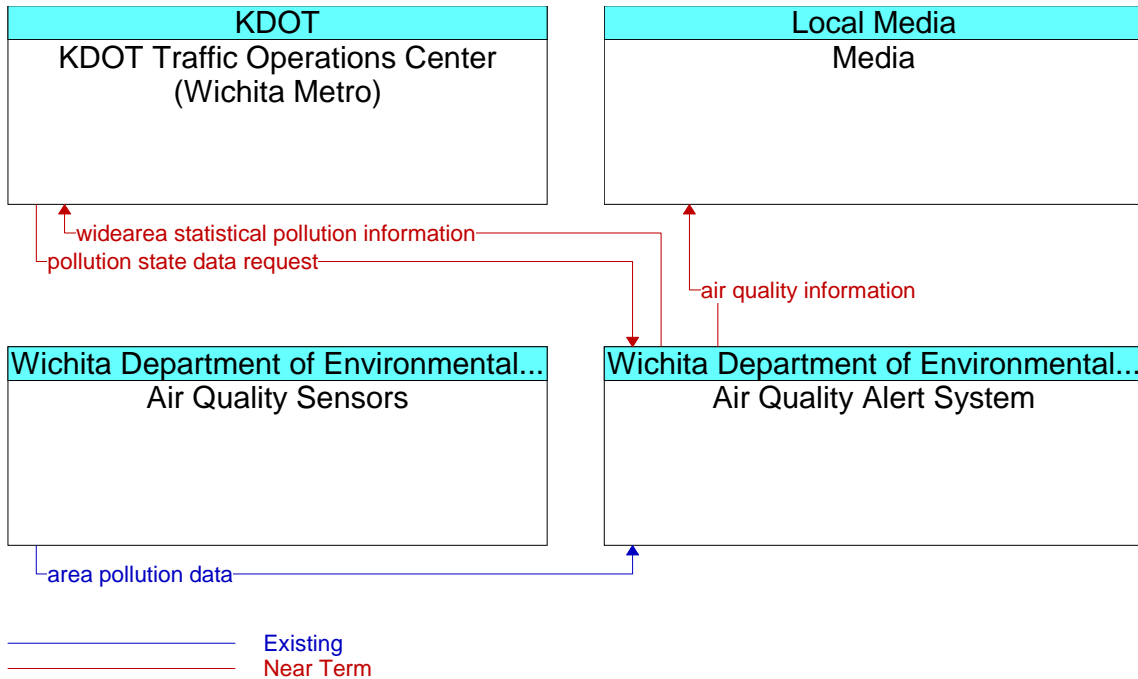 KDOT
KDOT Traffic Operations Center
(Wichita Metro)
Local Media
Media
widearea statistical pollution information
pollution state data request
air quality information
Wichita Department of Environmental...
Air Quality Sensors
Wichita Department of Environmental...
Air Quality Alert System
area pollution data
Existing
Near Term